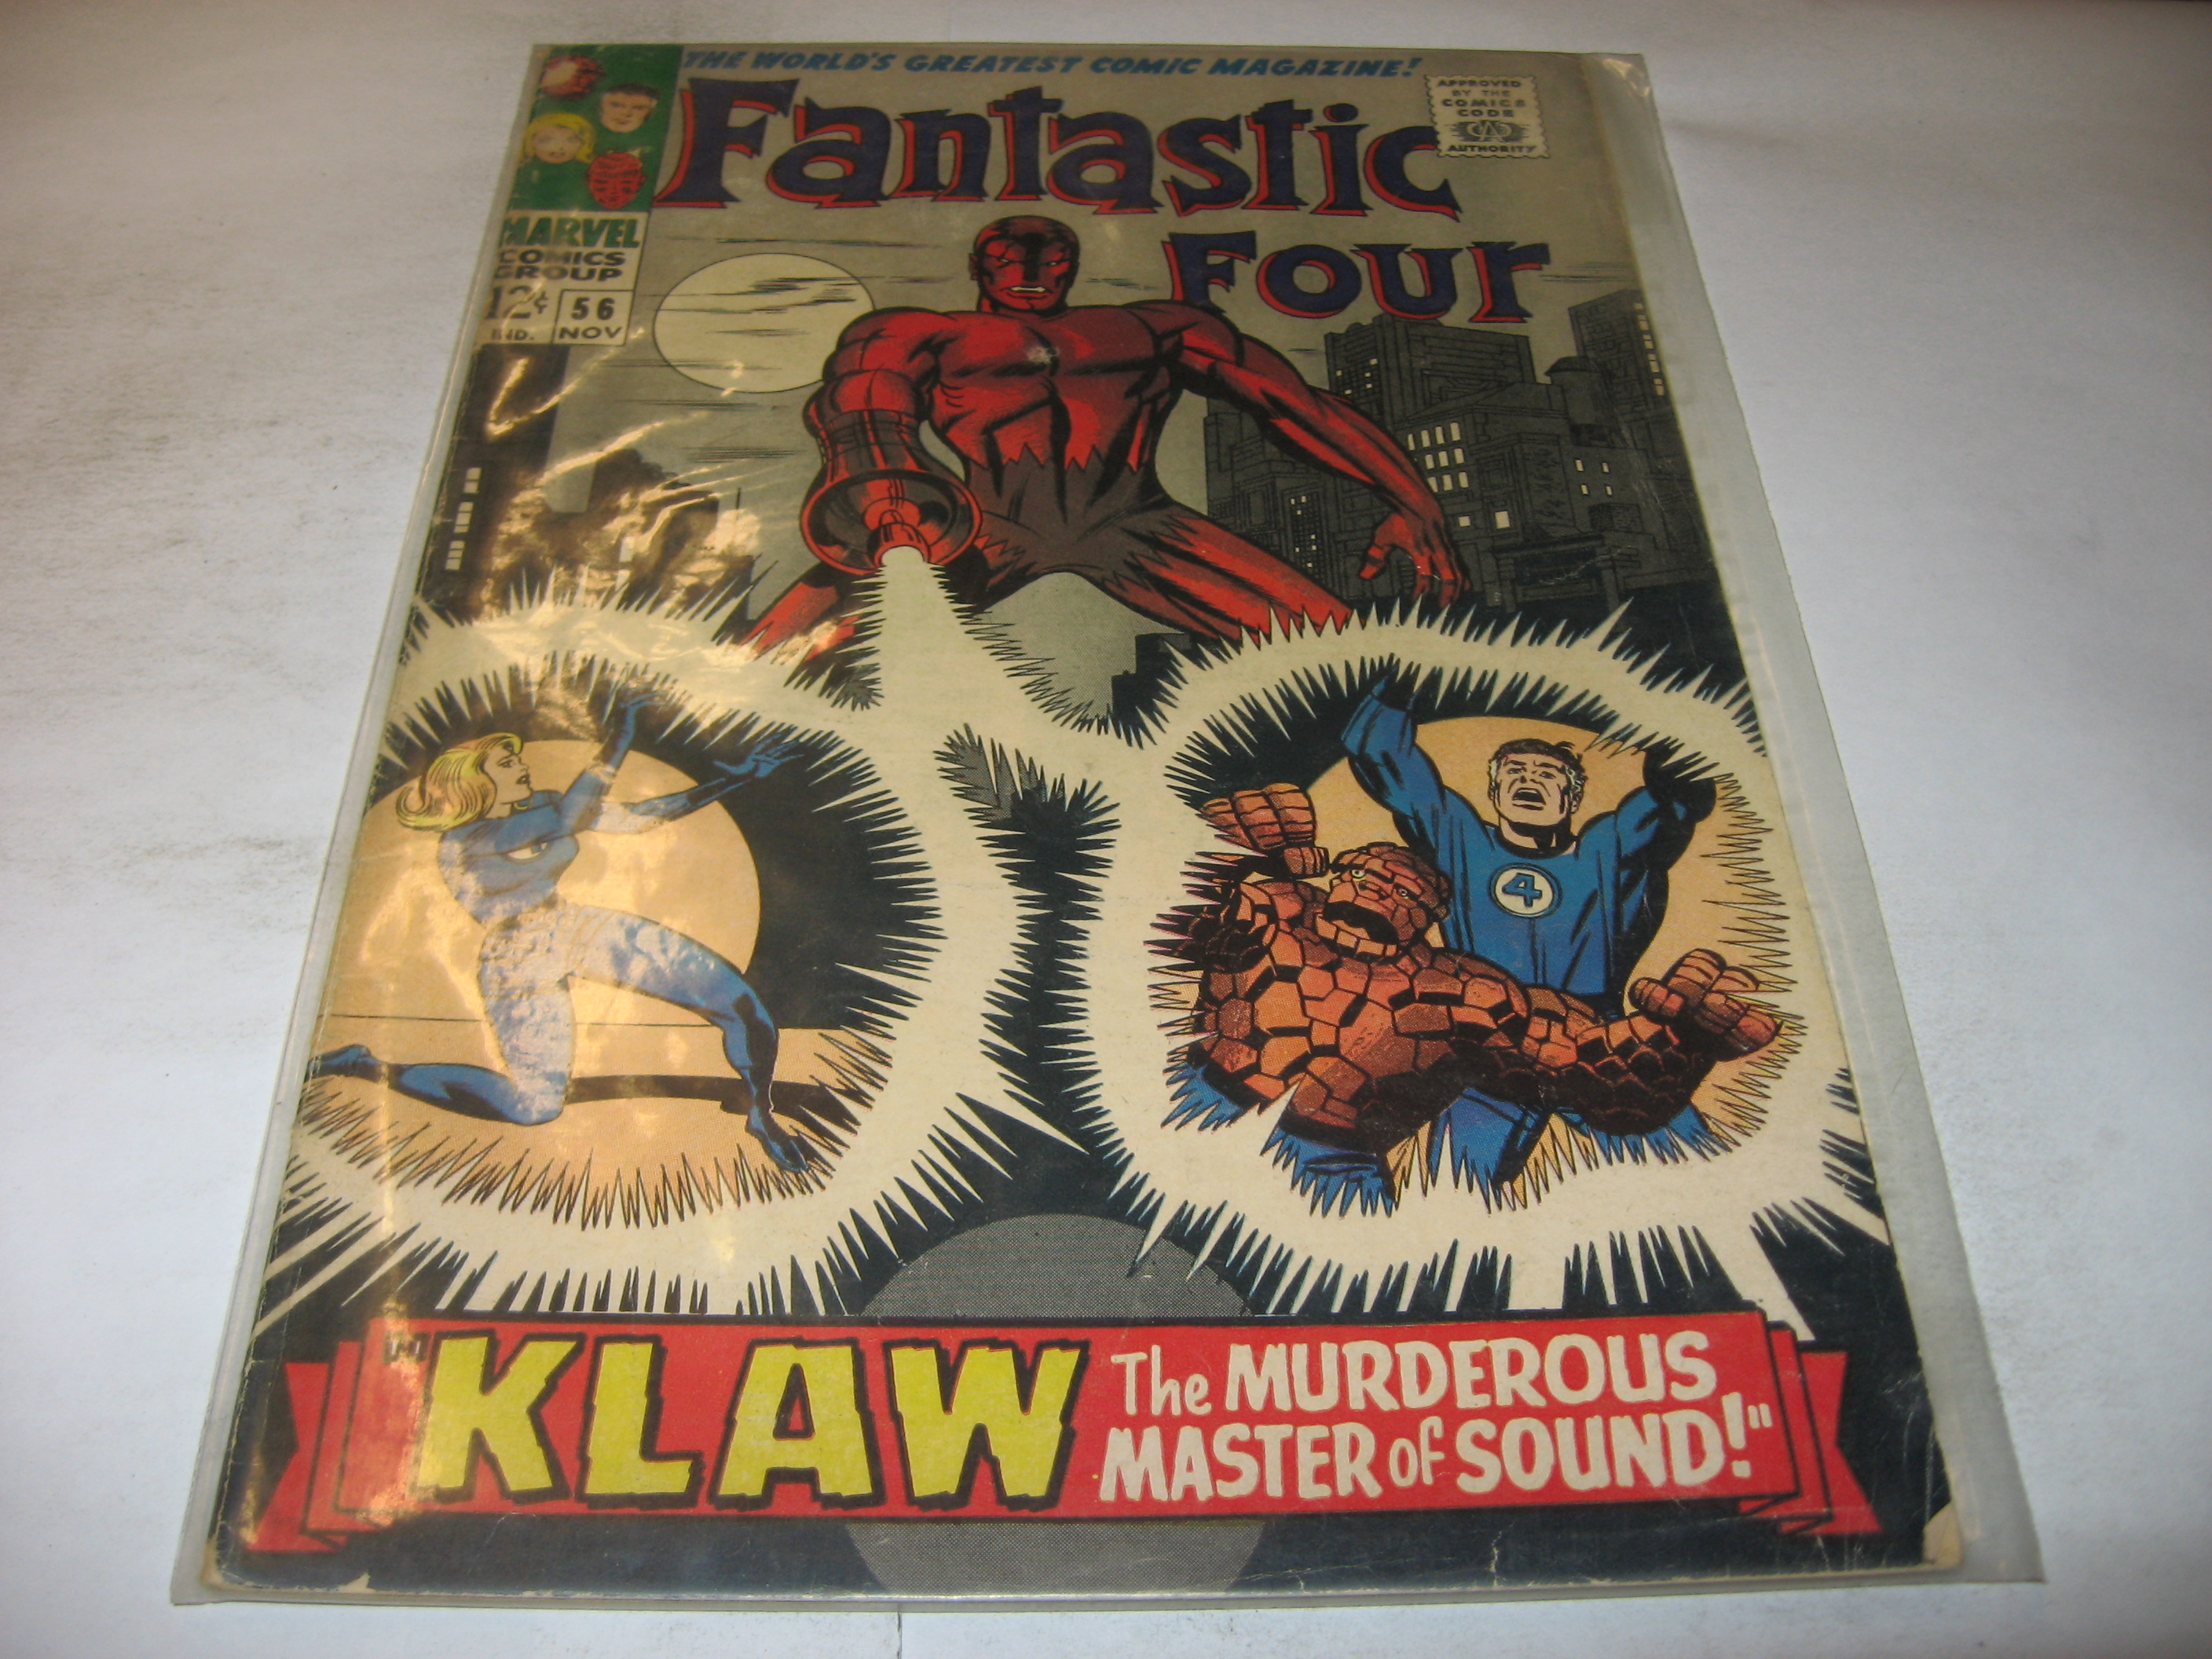 THE WORLD'S GREATEST COMIC MAGAZINE!
Fantastic
Four
APPROVED
BY THE
COMICS
CODE
CA
AUTHORITY
MARVEL
COMICS
GROUP
12¢
IND.
56
NOV
4
"KLAW
The MURDEROUS
MASTER of SOUND!"